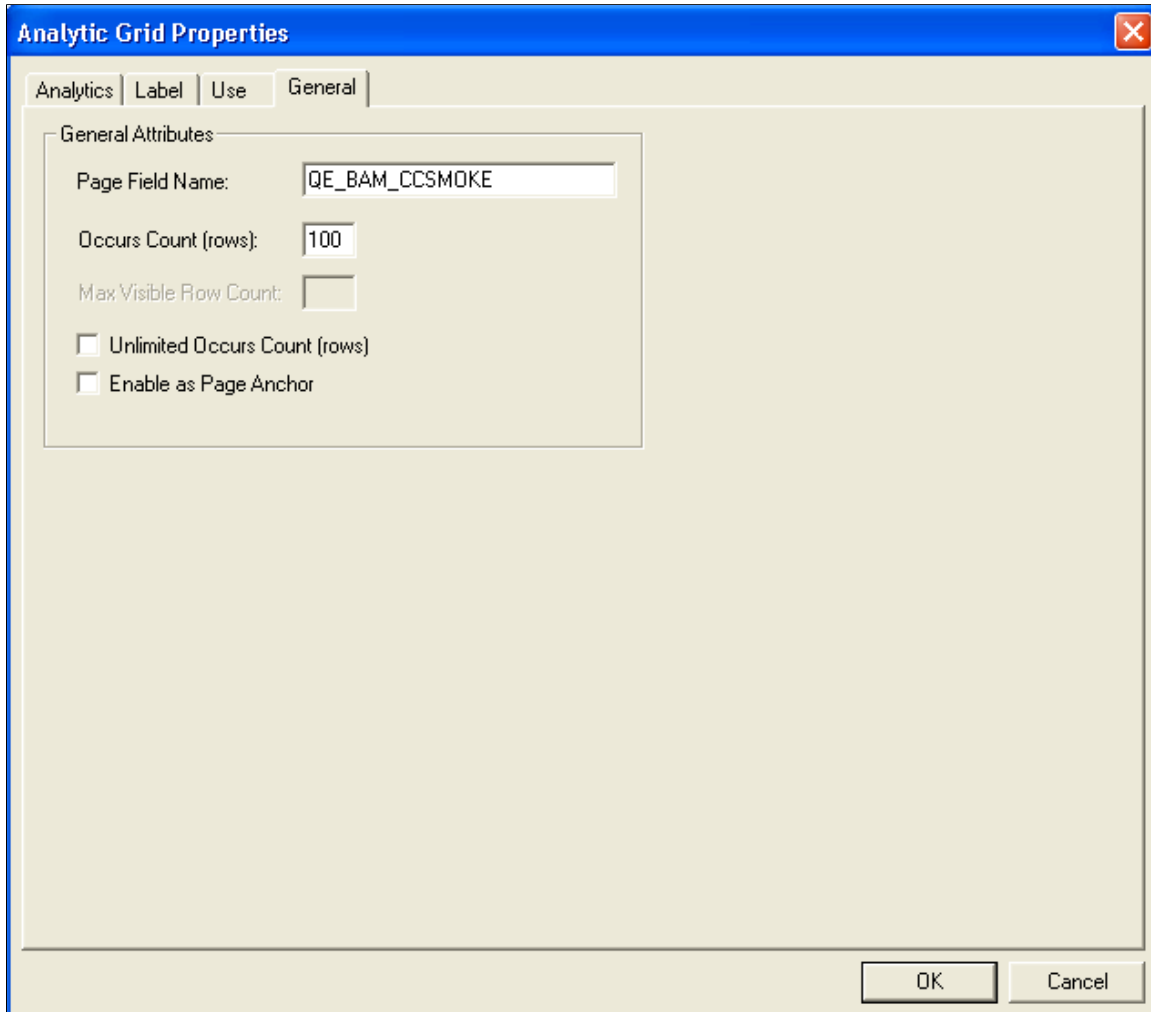 Analytic Grid Properties
Analytics Label Use General
General Attributes
Page Field Name: QE_BAM_CCSMOKE
Occurs Count (rows): 100
Max Visible Row Count:
Unlimited Occurs Count (rows)
Enable as Page Anchor
OK Cancel